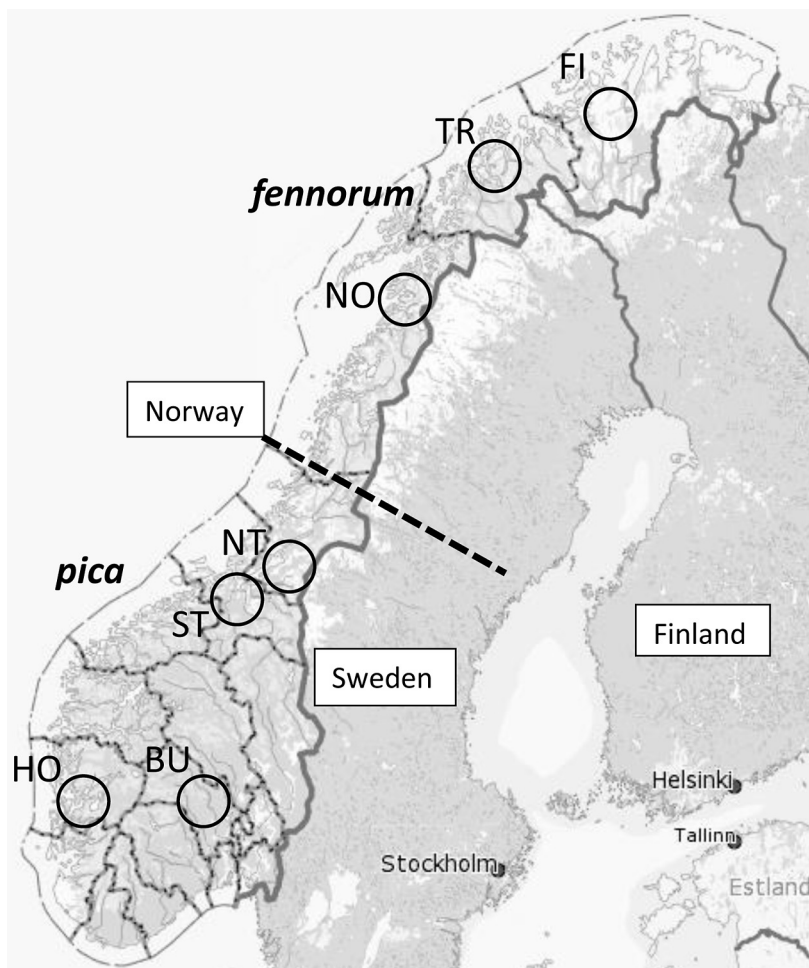 FI
TR
fennorum
NO
Norway
NT
pica
ST
Finland
Sweden
HO
BU
Helsinki
Tallinn
Stockholm
Estland